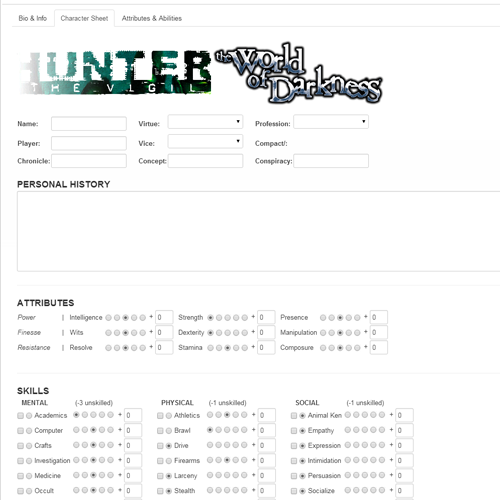 Bio & Info Character Sheet Attributes & Abilities
HUNTER the World
THE VIGIL of Darkness
Name: Virtue: Profession:
Player: Vice: Compact/:
Chronicle: Concept: Conspiracy:
PERSONAL HISTORY
ATTRIBUTES
Power | Intelligence + 0 Strength + 0 Presence + 0
Finesse | Wits + 0 Dexterity + 0 Manipulation + 0
Resistance | Resolve + 0 Stamina + 0 Composure + 0
SKILLS
MENTAL (-3 unskilled) PHYSICAL (-1 unskilled) SOCIAL (-1 unskilled)
Academics + 0 Athletics + 0 Animal Ken + 0
Computer + 0 Brawl + 0 Empathy + 0
Crafts + 0 Drive + 0 Expression + 0
Investigation + 0 Firearms + 0 Intimidation + 0
Medicine + 0 Larceny + 0 Persuasion + 0
Occult + 0 Stealth + 0 Socialize + 0